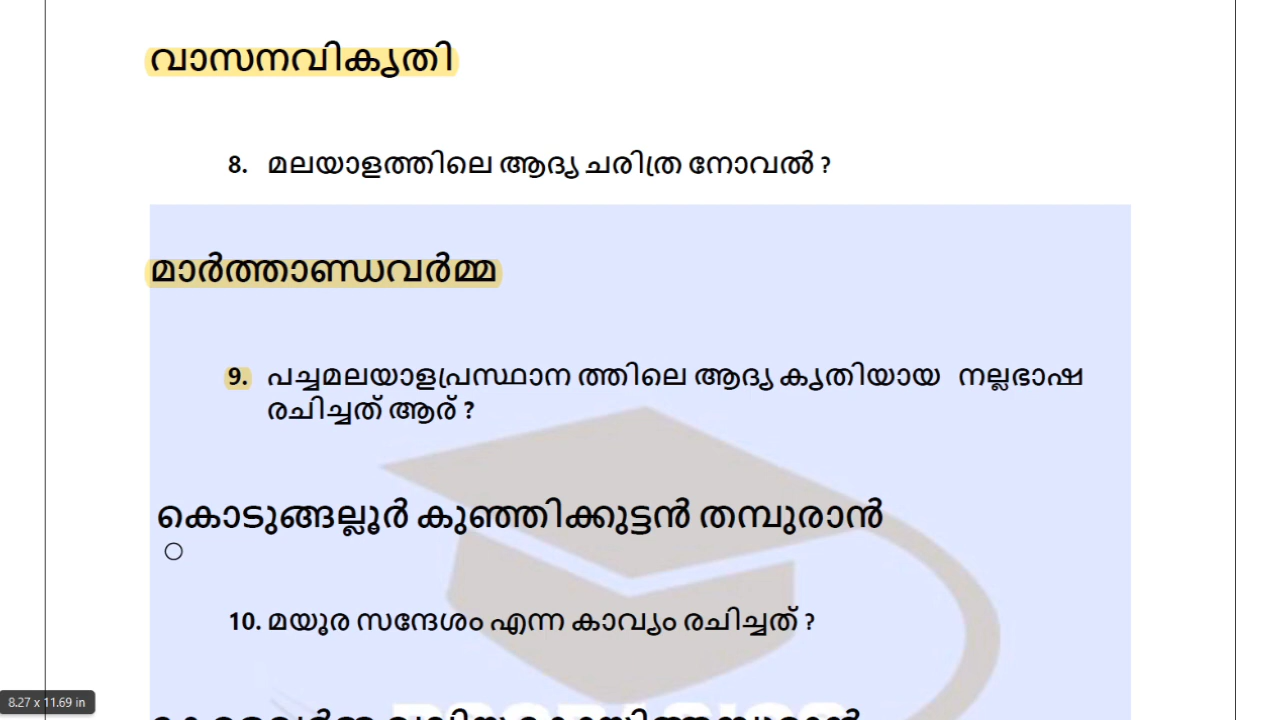 വാസനവികൃതി
8. മലയാളത്തിലെ ആദ്യ ചരിത്ര നോവൽ ?
മാർത്താണ്ഡവർമ്മ
9. പച്ചമലയാളപ്രസ്ഥാന ത്തിലെ ആദ്യ കൃതിയായ നല്ലഭാഷ
രചിച്ചത് ആര് ?
കൊടുങ്ങല്ലൂർ കുഞ്ഞിക്കുട്ടൻ തമ്പുരാൻ
10. മയൂര സന്ദേശം എന്ന കാവ്യം രചിച്ചത് ?
8.27 x 11.69 in